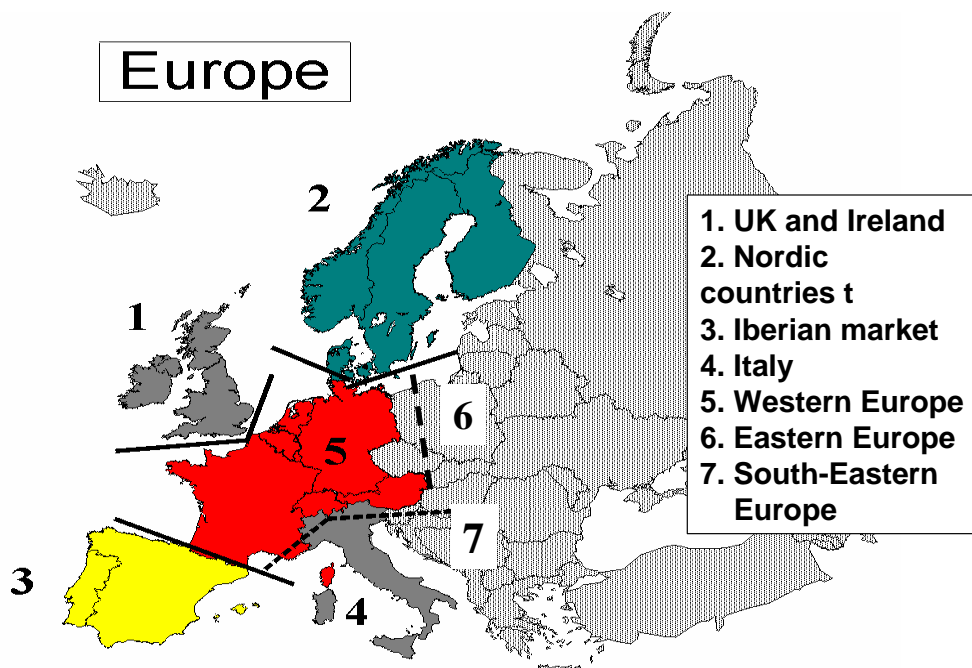 Europe
2
1
6
5
7
3
4
1. UK and Ireland
2. Nordic
countries t
3. Iberian market
4. Italy
5. Western Europe
6. Eastern Europe
7. South-Eastern
Europe